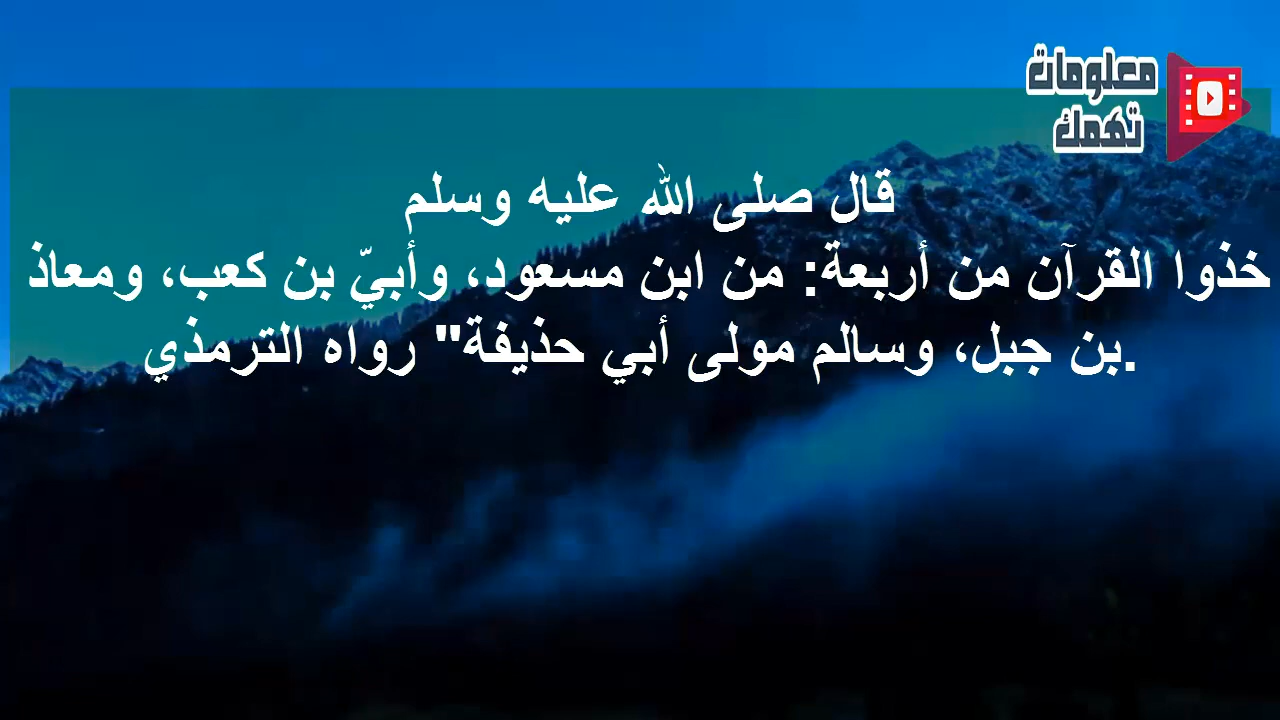 معلومات
تهمك
قال صلى الله عليه وسلم
خذوا القرآن من أربعة: من ابن مسعود، وأبيّ بن كعب، ومعاذ
بن جبل، وسالم مولى أبي حذيفة" رواه الترمذي.